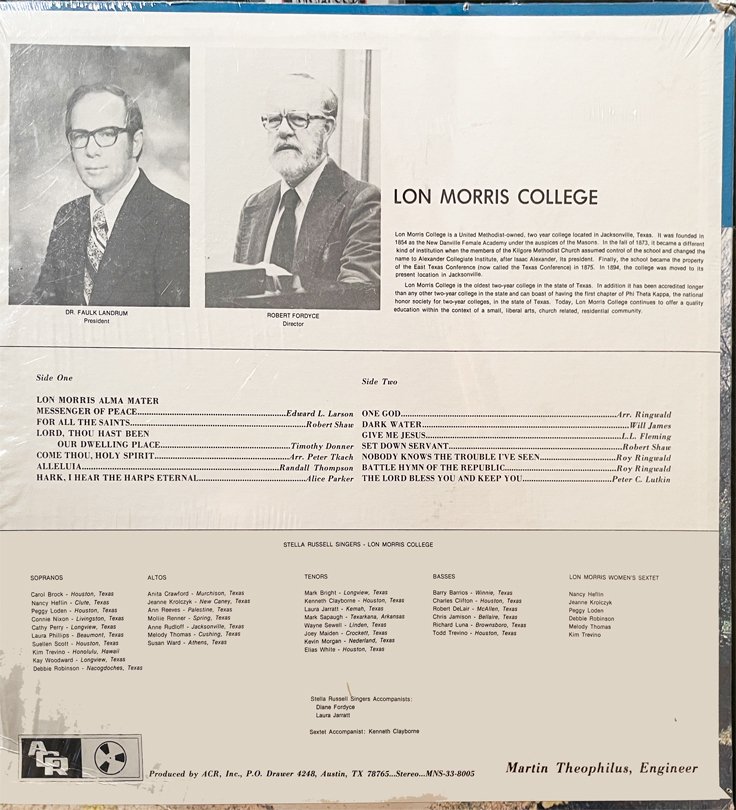 DR. FAULK LANDRUM
President
ROBERT FORDYCE
Director
LON MORRIS COLLEGE
Lon Morris College is a United Methodist-owned, two year college located in Jacksonville, Texas. It was founded in
1854 as the New Danville Female Academy under the auspices of the Masons. In the fall of 1873, it became a different
kind of institution when the members of the Kilgore Methodist Church assumed control of the school and changed the
name to Alexander Collegiate Institute, after Isaac Alexander, its president. Finally, the school became the property
of the East Texas Conference (now called the Texas Conference) in 1875. In 1894, the college was moved to its
present location in Jacksonville.
Lon Morris College is the oldest two-year college in the state of Texas. In addition it has been accredited longer
than any other two-year college in the state and can boast of having the first chapter of Phi Theta Kappa, the national
honor society for two-year colleges, in the state of Texas. Today, Lon Morris College continues to offer a quality
education within the context of a small, liberal arts, church related, residential community.
Side One
LON MORRIS ALMA MATER
MESSENGER OF PEACE...Edward L. Larson
FOR ALL THE SAINTS...Robert Shaw
LORD, THOU HAST BEEN
OUR DWELLING PLACE...Timothy Donner
COME THOU, HOLY SPIRIT...Arr. Peter Tkach
ALLELUIA...Randall Thompson
HARK, I HEAR THE HARPS ETERNAL...Alice Parker
Side Two
ONE GOD...Arr. Ringwald
DARK WATER...Will James
GIVE ME JESUS...L.L. Fleming
SET DOWN SERVANT...Robert Shaw
NOBODY KNOWS THE TROUBLE I'VE SEEN...Roy Ringwald
BATTLE HYMN OF THE REPUBLIC...Roy Ringwald
THE LORD BLESS YOU AND KEEP YOU...Peter C. Lutkin
STELLA RUSSELL SINGERS - LON MORRIS COLLEGE
SOPRANOS
Carol Brock - Houston, Texas
Nancy Heflin - Clute, Texas
Peggy Loden - Houston, Texas
Connie Nixon - Livingston, Texas
Cathy Perry - Longview, Texas
Laura Phillips - Beaumont, Texas
Suellen Scott - Houston, Texas
Kim Trevino - Honolulu, Hawaii
Kay Woodward - Longview, Texas
Debbie Robinson - Nacogdoches, Texas
ALTOS
Anita Crawford - Murchison, Texas
Jeanne Krolczyk - New Caney, Texas
Ann Reeves - Palestine, Texas
Mollie Renner - Spring, Texas
Anne Rudloff - Jacksonville, Texas
Melody Thomas - Cushing, Texas
Susan Ward - Athens, Texas
TENORS
Mark Bright - Longview, Texas
Kenneth Clayborne - Houston, Texas
Laura Jarratt - Kemah, Texas
Mark Sapaugh - Texarkana, Arkansas
Wayne Sewell - Linden, Texas
Joey Maiden - Crockett, Texas
Kevin Morgan - Nederland, Texas
Elias White - Houston, Texas
BASSES
Barry Barrios - Winnie, Texas
Charles Clifton - Houston, Texas
Robert DeLair - McAllen, Texas
Chris Jamison - Bellaire, Texas
Richard Luna - Brownsboro, Texas
Todd Trevino - Houston, Texas
LON MORRIS WOMEN'S SEXTET
Nancy Heflin
Jeanne Krolczyk
Peggy Loden
Debbie Robinson
Melody Thomas
Kim Trevino
Stella Russell Singers Accompanists:
Diane Fordyce
Laura Jarratt
Sextet Accompanist: Kenneth Clayborne
ACR
Produced by ACR, Inc., P.O. Drawer 4248, Austin, TX 78765...Stereo...MNS-33-8005
Martin Theophilus, Engineer